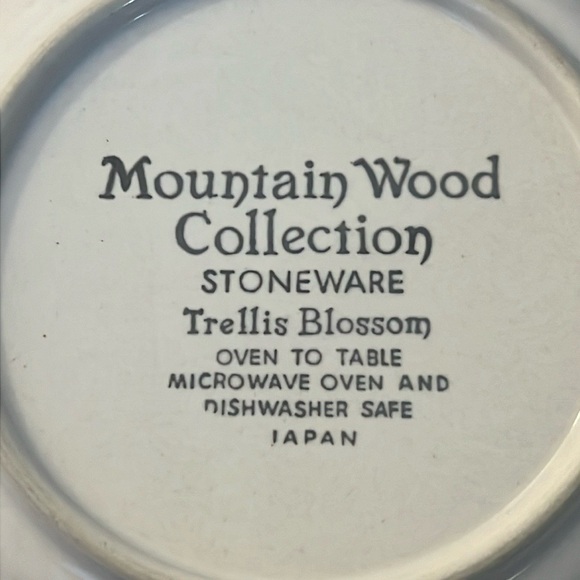 Mountain Wood
Collection
STONEWARE
Trellis Blossom
OVEN TO TABLE
MICROWAVE OVEN AND
DISHWASHER SAFE
JAPAN